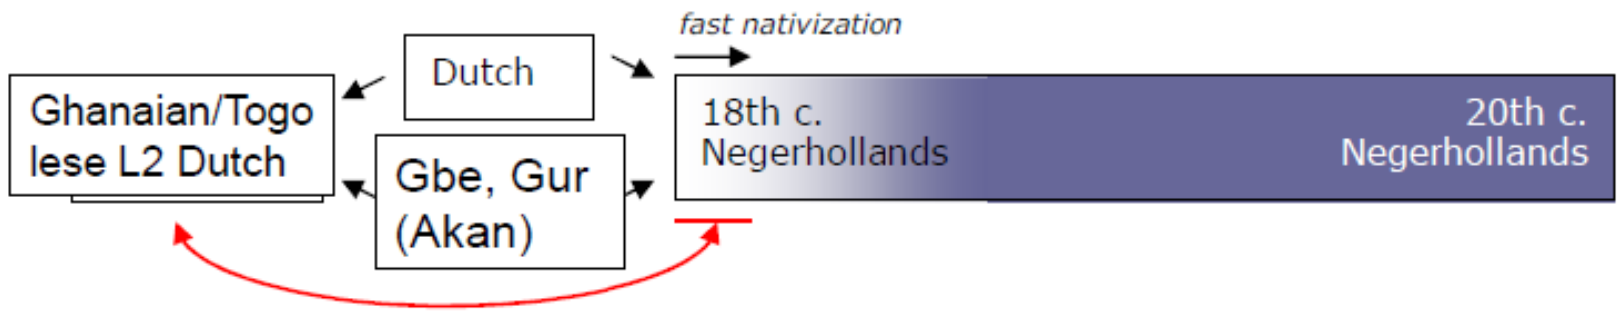 fast nativization
Dutch
Ghanaian/Togo
lese L2 Dutch
Gbe, Gur
(Akan)
18th c.
Negerhollands
20th c.
Negerhollands